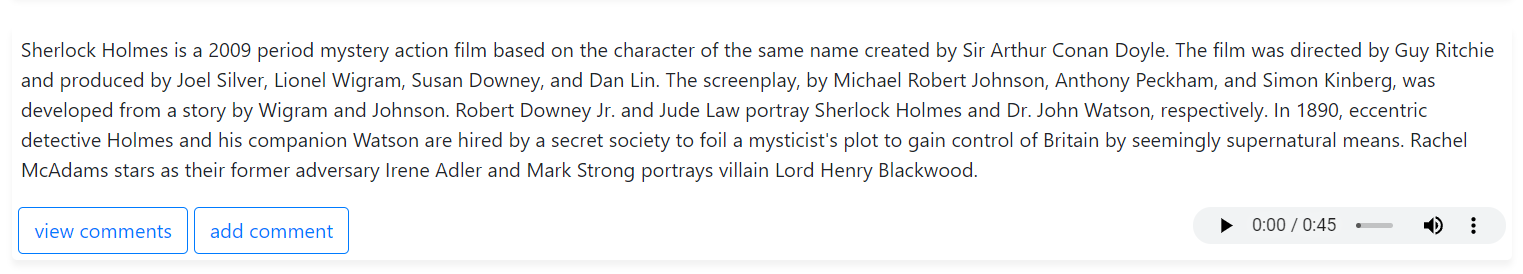 Sherlock Holmes is a 2009 period mystery action film based on the character of the same name created by Sir Arthur Conan Doyle. The film was directed by Guy Ritchie
and produced by Joel Silver, Lionel Wigram, Susan Downey, and Dan Lin. The screenplay, by Michael Robert Johnson, Anthony Peckham, and Simon Kinberg, was
developed from a story by Wigram and Johnson. Robert Downey Jr. and Jude Law portray Sherlock Holmes and Dr. John Watson, respectively. In 1890, eccentric
detective Holmes and his companion Watson are hired by a secret society to foil a mysticist's plot to gain control of Britain by seemingly supernatural means. Rachel
McAdams stars as their former adversary Irene Adler and Mark Strong portrays villain Lord Henry Blackwood.
view comments add comment 0:00 / 0:45